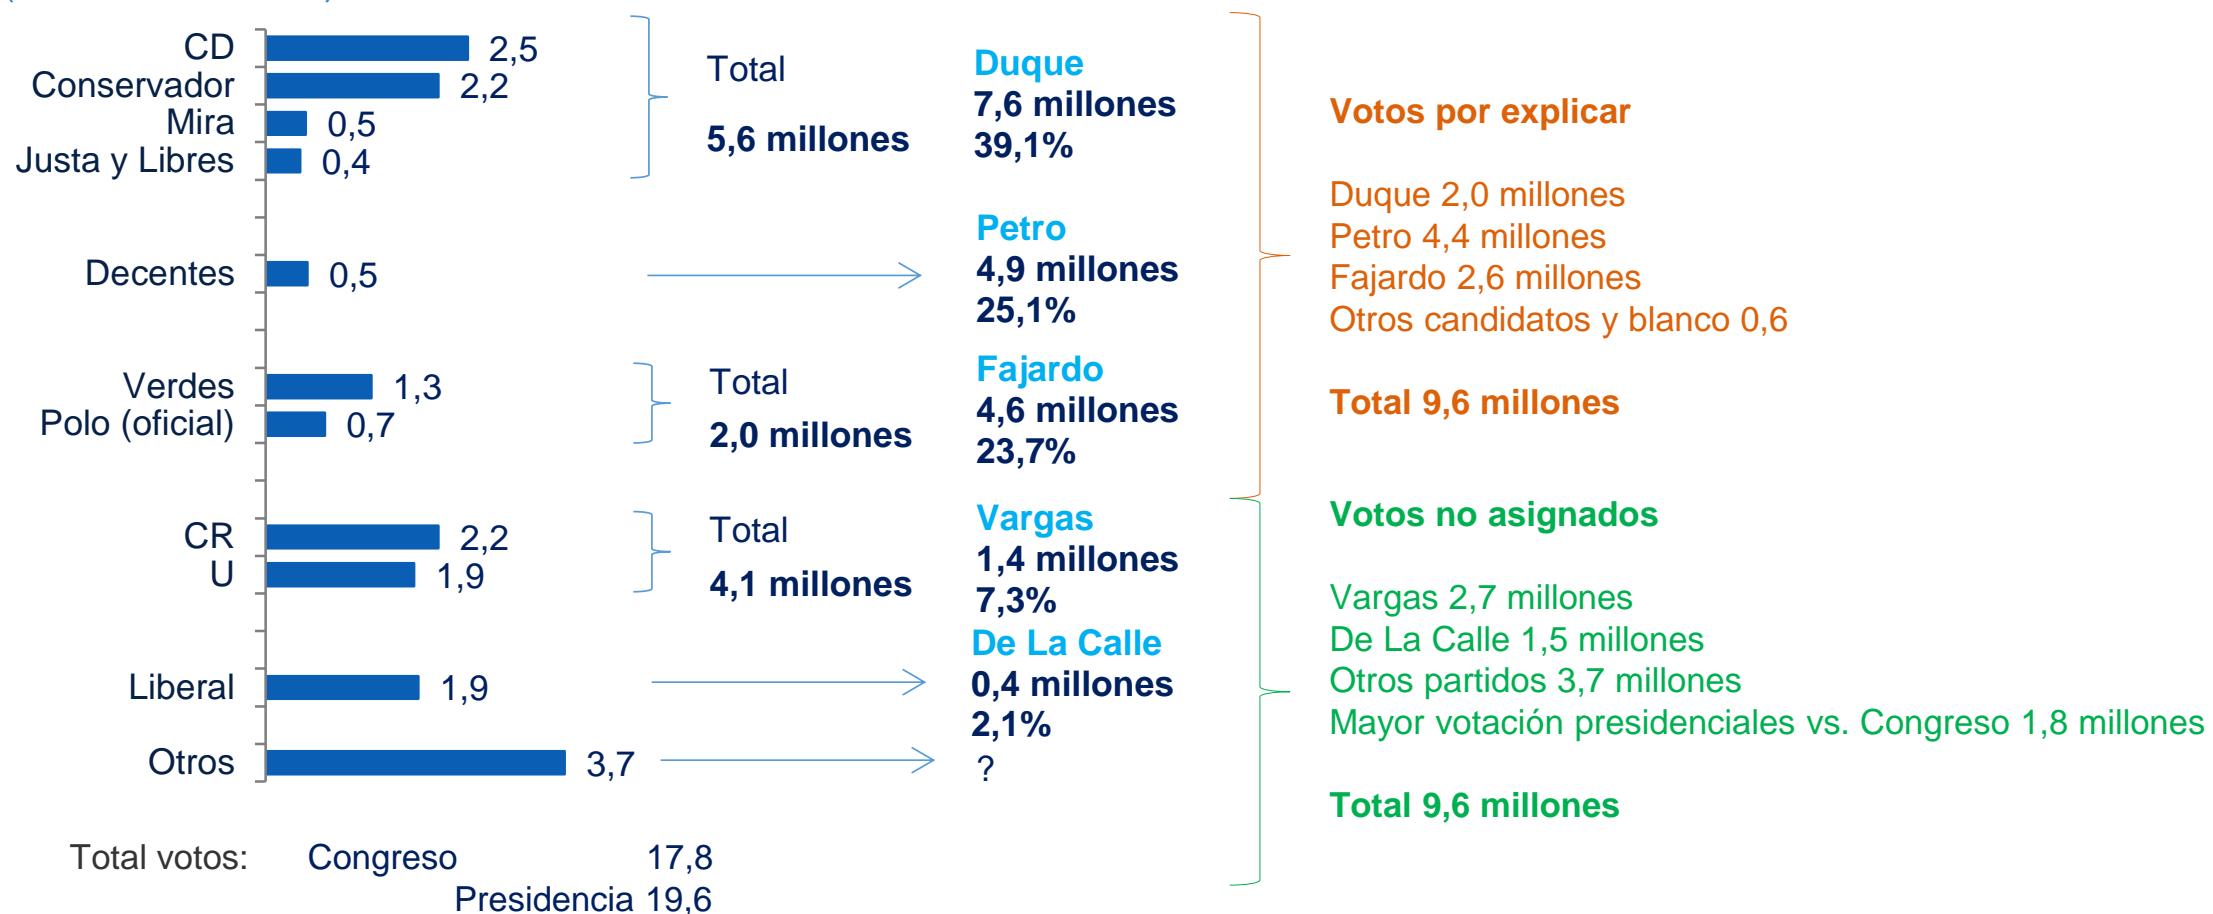 CD 2,5
Conservador 2,2
Mira 0,5
Justa y Libres 0,4
Decentes 0,5
Verdes 1,3
Polo (oficial) 0,7
CR 2,2
U 1,9
Liberal 1,9
Otros 3,7
Total
5,6 millones
Total
2,0 millones
Total
4,1 millones
Duque
7,6 millones
39,1%
Petro
4,9 millones
25,1%
Fajardo
4,6 millones
23,7%
Vargas
1,4 millones
7,3%
De La Calle
0,4 millones
2,1%
?
Votos por explicar
Duque 2,0 millones
Petro 4,4 millones
Fajardo 2,6 millones
Otros candidatos y blanco 0,6
Total 9,6 millones
Votos no asignados
Vargas 2,7 millones
De La Calle 1,5 millones
Otros partidos 3,7 millones
Mayor votación presidenciales vs. Congreso 1,8 millones
Total 9,6 millones
Total votos: Congreso 17,8
Presidencia 19,6